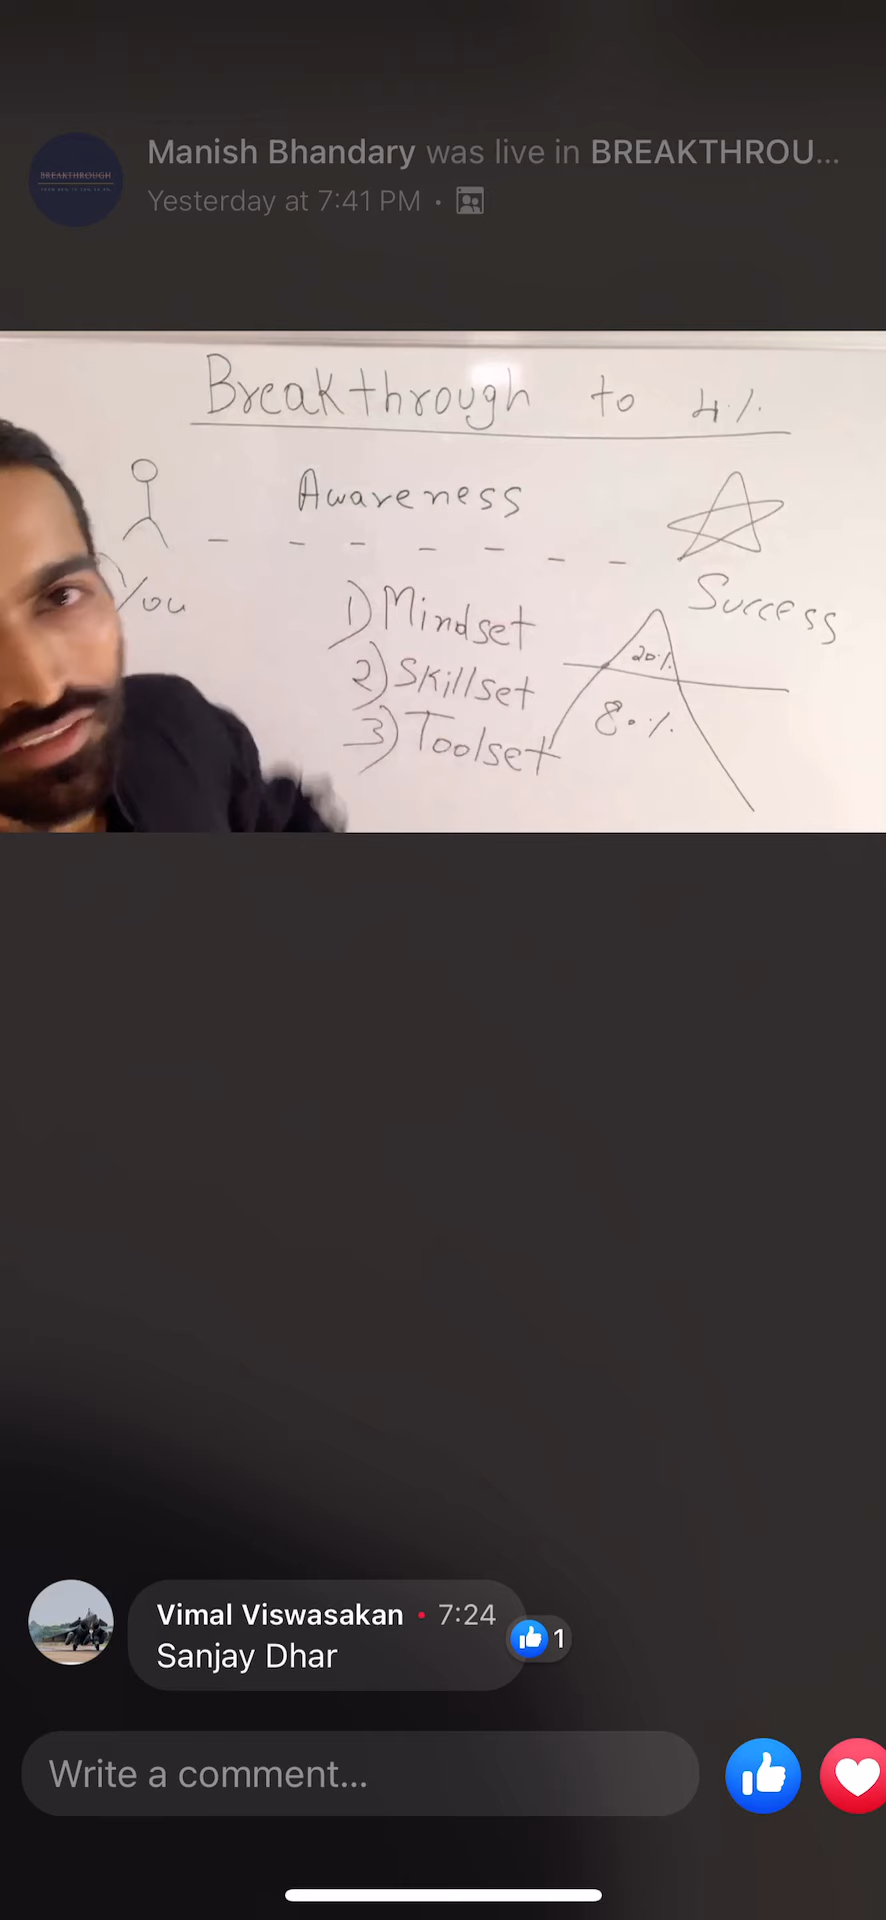 Manish Bhandary was live in BREAKTHROU...
BREAKTHROUGH
Yesterday at 7:41 PM
Breakthrough to 4%
Awareness
You
Success
1) Mindset
20%
2) Skillset
80%
3) Toolset
Vimal Viswasakan • 7:24
Sanjay Dhar
1
Write a comment...